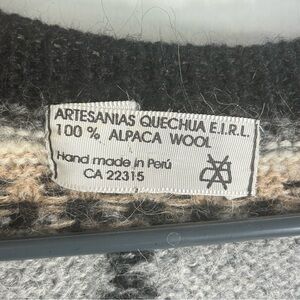 ARTESANIAS QUECHUA E.I.R.L.
100 % ALPACA WOOL
Hand made in Perú
CA 22315